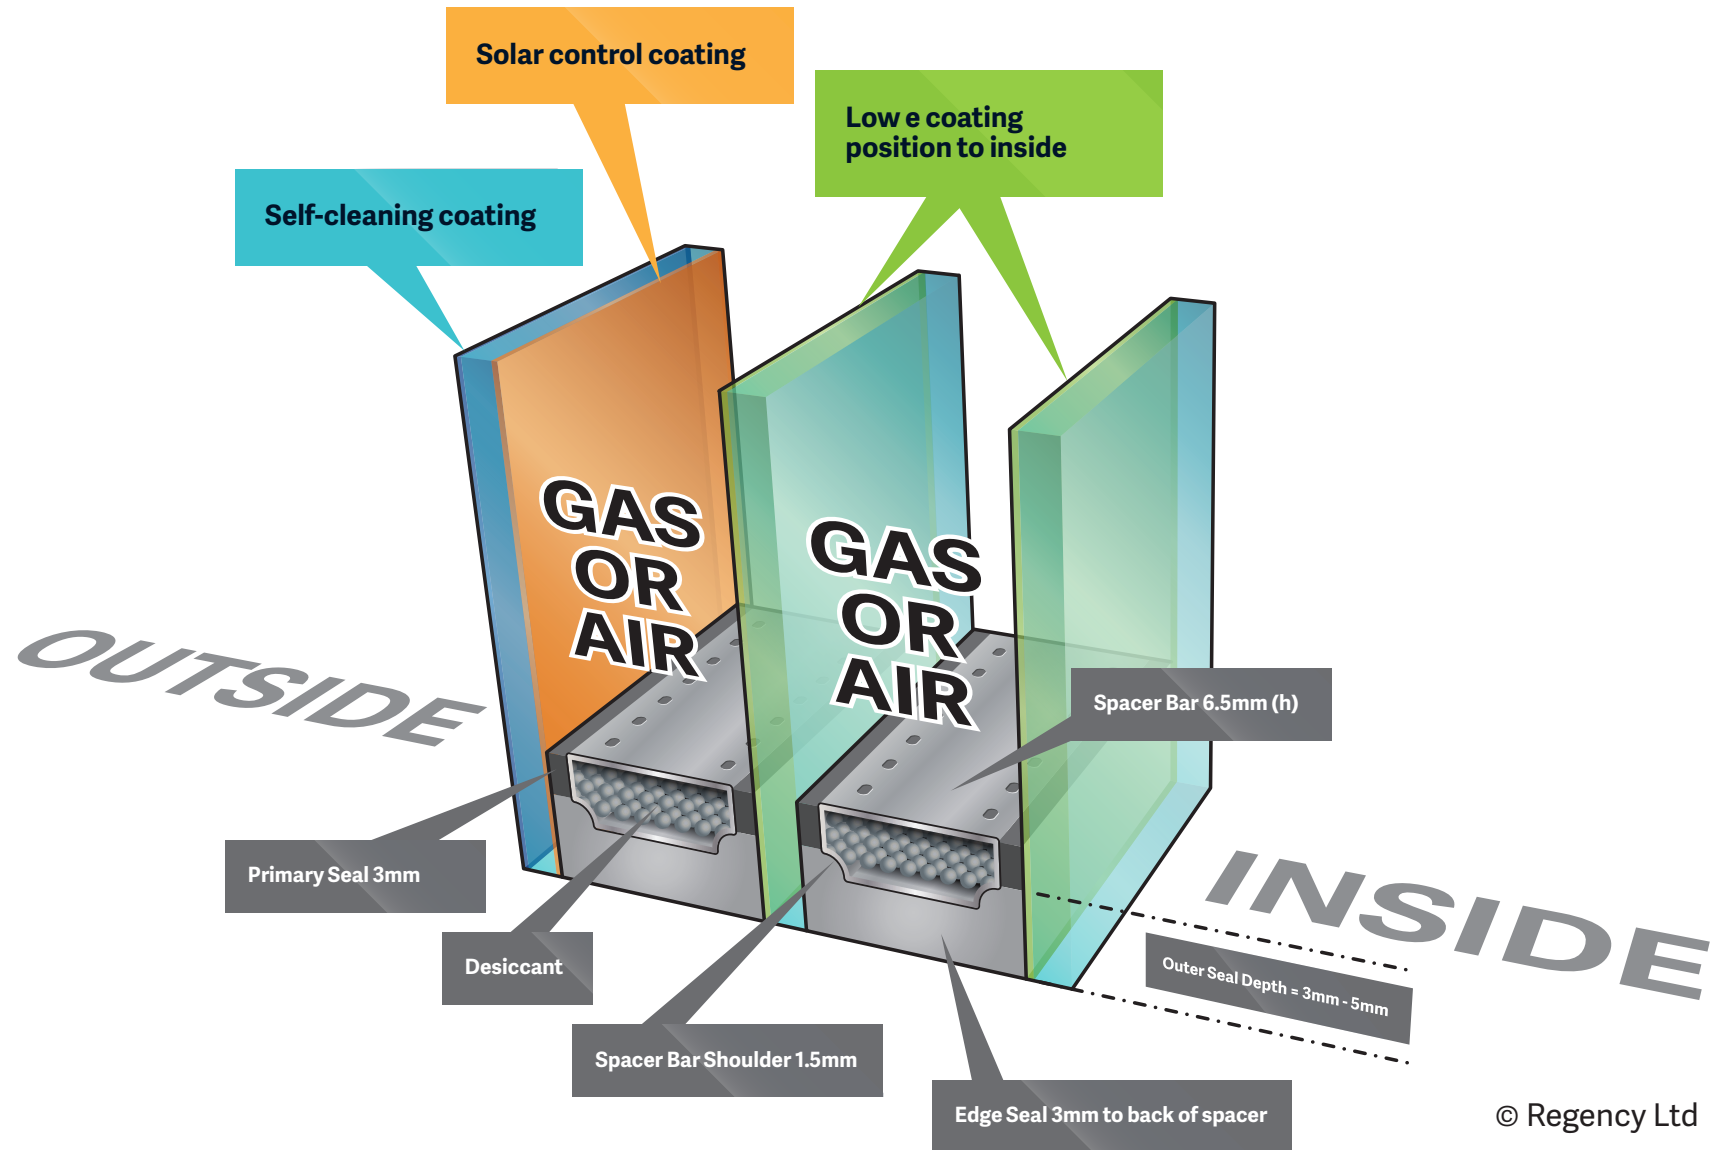 Solar control coating
Low e coating
position to inside
Self-cleaning coating
GAS
OR
AIR
GAS
OR
AIR
OUTSIDE
Spacer Bar 6.5mm (h)
Primary Seal 3mm
INSIDE
Desiccant
Outer Seal Depth = 3mm - 5mm
Spacer Bar Shoulder 1.5mm
Edge Seal 3mm to back of spacer
© Regency Ltd